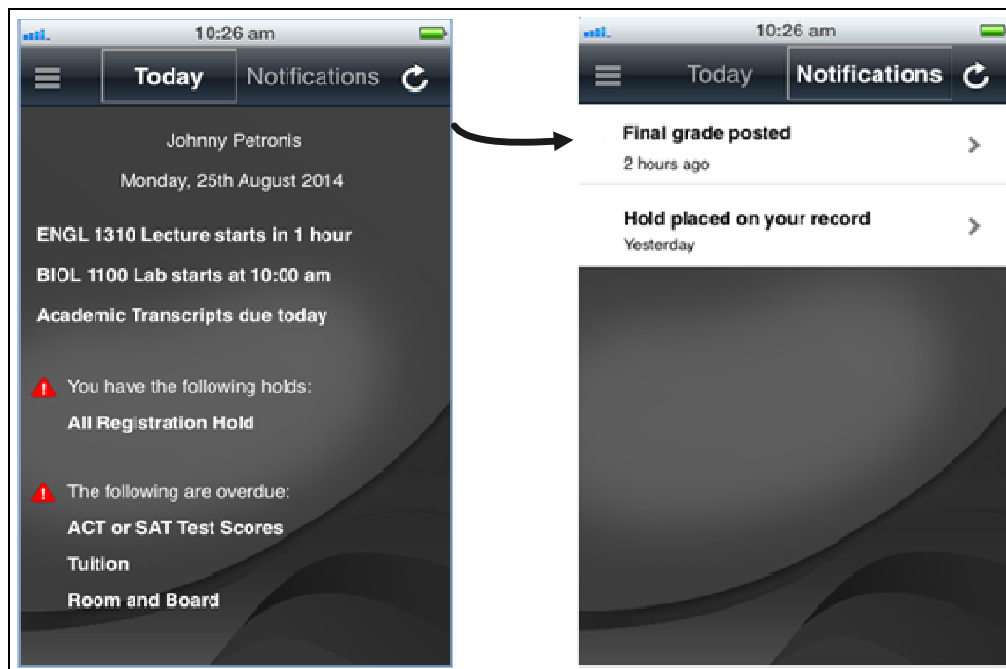 10:26 am
Today Notifications
Johnny Petronis
Monday, 25th August 2014
ENGL 1310 Lecture starts in 1 hour
BIOL 1100 Lab starts at 10:00 am
Academic Transcripts due today
You have the following holds:
All Registration Hold
The following are overdue:
ACT or SAT Test Scores
Tuition
Room and Board
10:26 am
Today Notifications
Final grade posted
2 hours ago
Hold placed on your record
Yesterday